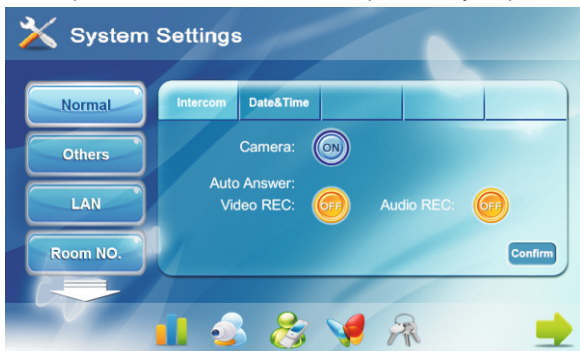 System Settings
Normal
Others
LAN
Room NO.
Intercom Date&Time
Camera: ON
Auto Answer:
Video REC: OFF Audio REC: OFF
Confirm